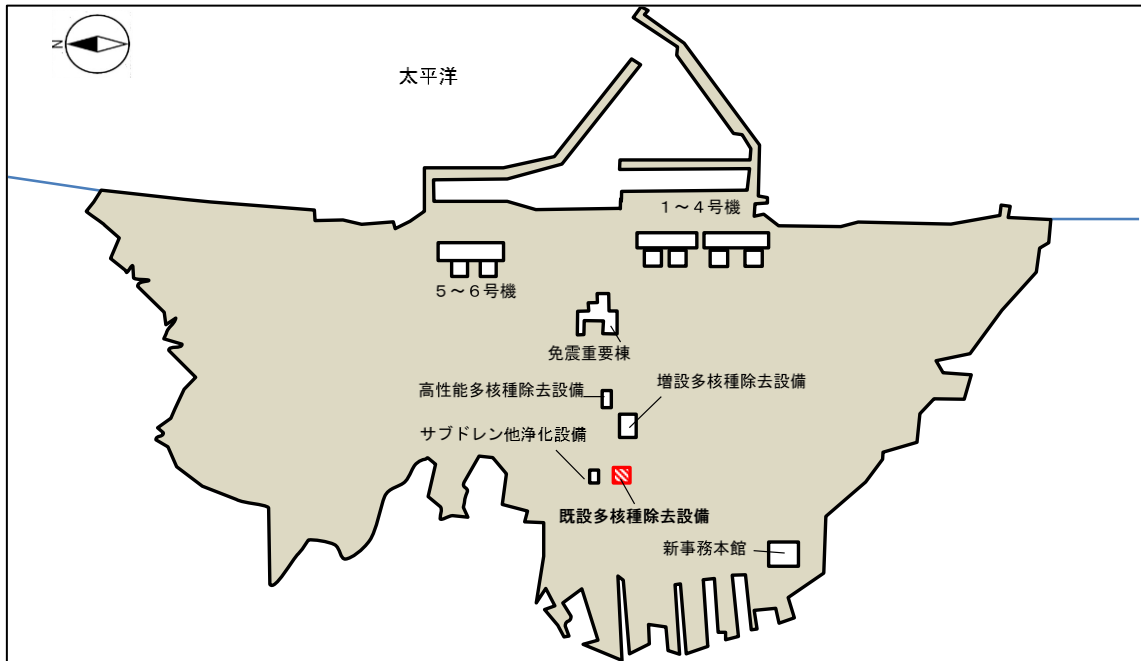 N
太平洋
１～４号機
５～６号機
免震重要棟
高性能多核種除去設備
増設多核種除去設備
サブドレン他浄化設備
既設多核種除去設備
新事務本館